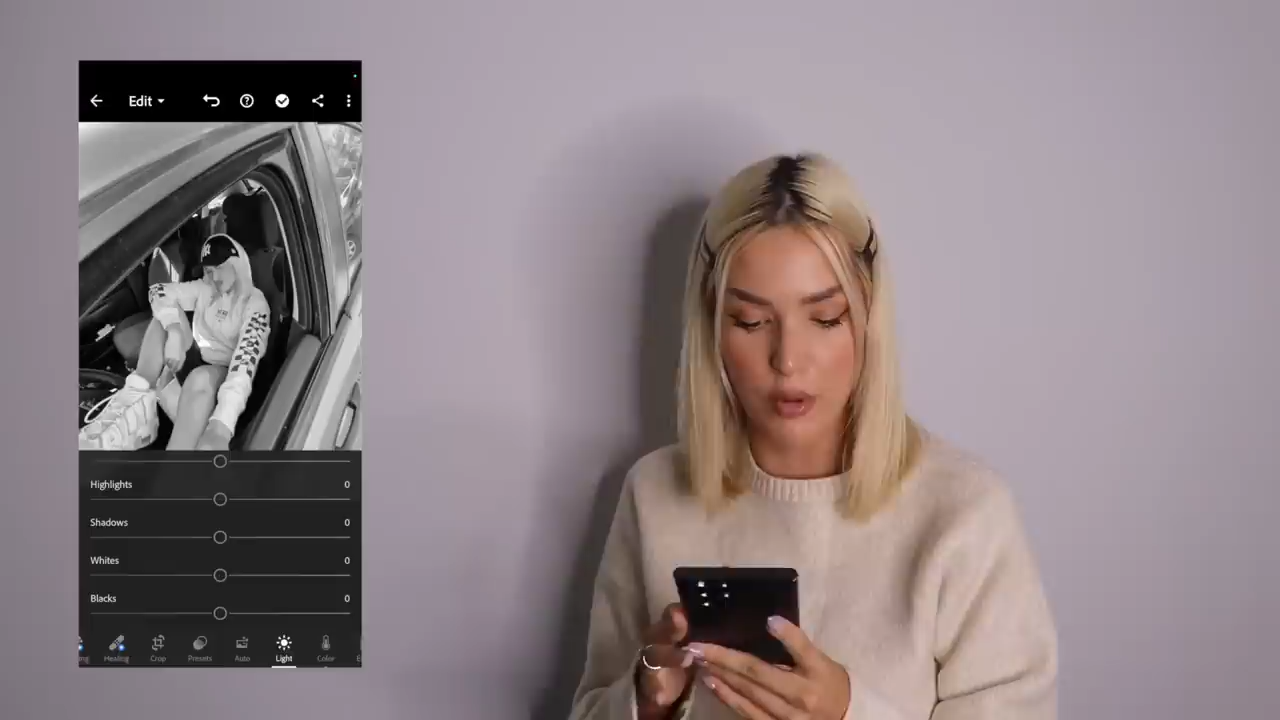 Edit
Highlights 0
Shadows 0
Whites 0
Blacks 0
Healing Crop Presets Auto Light Color